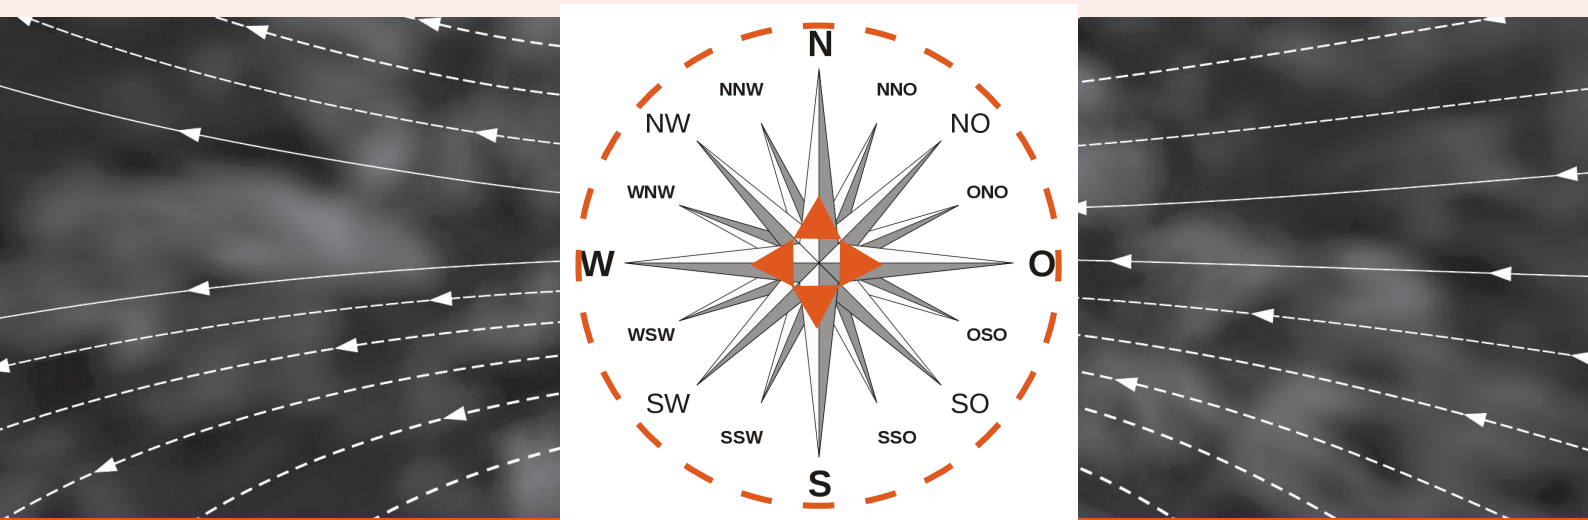 N
NNW NNO
NW NO
WNW ONO
W O
WSW OSO
SW SO
SSW SSO
S